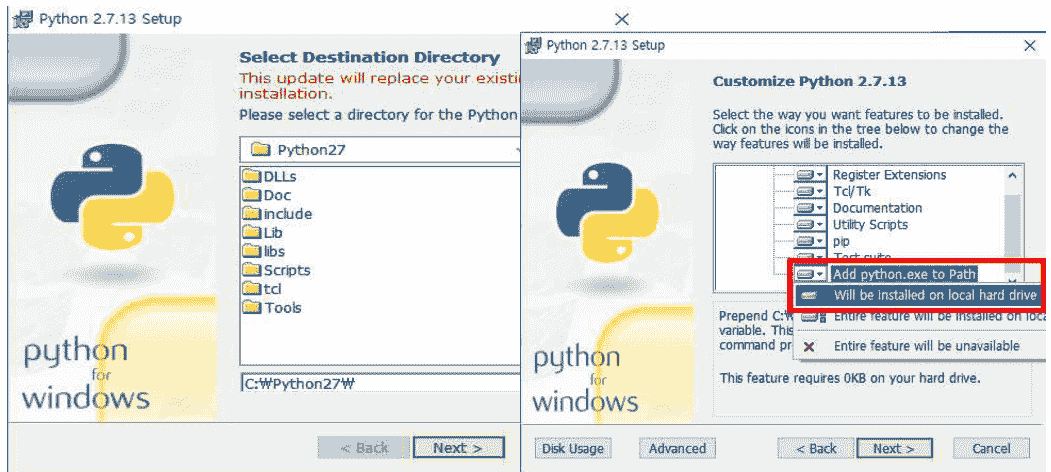 Python 2.7.13 Setup
Select Destination Directory
This update will replace your existi
installation.
Please select a directory for the Python
Python27
DLLs
Doc
include
Lib
libs
Scripts
tcl
Tools
C:₩Python27₩
python
for
windows
< Back
Next >
Python 2.7.13 Setup
Customize Python 2.7.13
Select the way you want features to be installed.
Click on the icons in the tree below to change the
way features will be installed.
Register Extensions
Tcl/Tk
Documentation
Utility Scripts
pip
Test suite
Add python.exe to Path
Will be installed on local hard drive
Entire feature will be installed on loca
Entire feature will be unavailable
Prepend C:₩
variable. This
command pr
This feature requires 0KB on your hard drive.
python
for
windows
Disk Usage
Advanced
< Back
Next >
Cancel